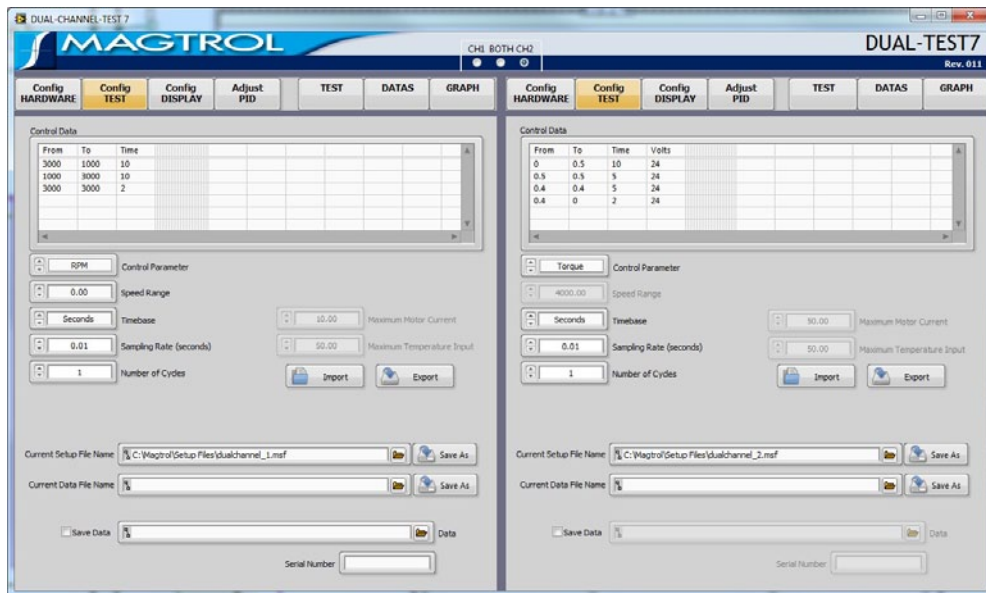 DUAL-CHANNEL-TEST 7
MAGTROL
CH1 BOTH CH2
DUAL-TEST7
Rev. 011
Config HARDWARE
Config TEST
Config DISPLAY
Adjust PID
TEST
DATAS
GRAPH
Control Data
From To Time
3000 1000 10
1000 3000 10
3000 3000 2
RPM Control Parameter
0.00 Speed Range
Seconds Timebase
10.00 Maximum Motor Current
0.01 Sampling Rate (seconds)
50.00 Maximum Temperature Input
1 Number of Cycles
Import
Export
Current Setup File Name C:\Magtrol\Setup Files\dualchannel_1.msf Save As
Current Data File Name Save As
Save Data Data
Serial Number
Config HARDWARE
Config TEST
Config DISPLAY
Adjust PID
TEST
DATAS
GRAPH
Control Data
From To Time Volts
0 0.5 10 24
0.5 0.5 5 24
0.4 0.4 5 24
0.4 0 2 24
Torque Control Parameter
4000.00 Speed Range
Seconds Timebase
50.00 Maximum Motor Current
0.01 Sampling Rate (seconds)
50.00 Maximum Temperature Input
1 Number of Cycles
Import
Export
Current Setup File Name C:\Magtrol\Setup Files\dualchannel_2.msf Save As
Current Data File Name Save As
Save Data Data
Serial Number